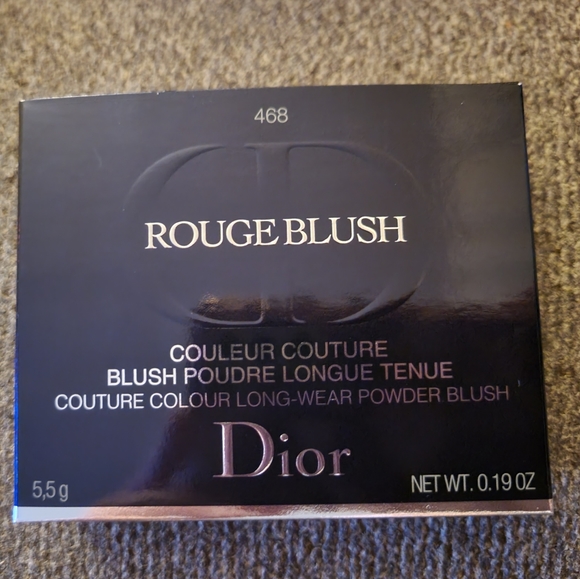 468
ROUGE BLUSH
COULEUR COUTURE
BLUSH POUDRE LONGUE TENUE
COUTURE COLOUR LONG-WEAR POWDER BLUSH
Dior
5,5 g
NET WT. 0.19 OZ